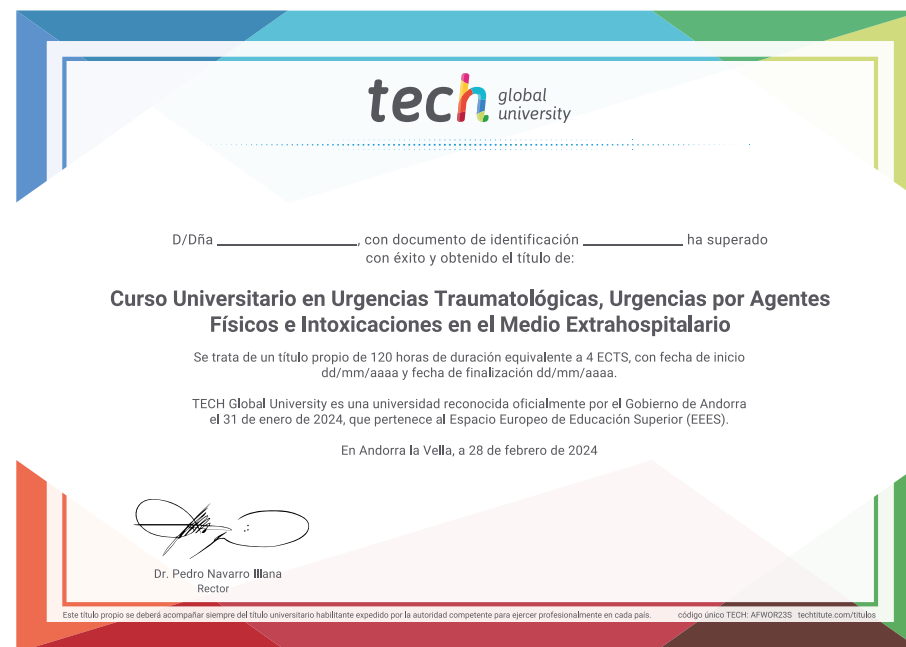 tech global university
D/Dña ____________________, con documento de identificación ______________ ha superado
con éxito y obtenido el título de:
Curso Universitario en Urgencias Traumatológicas, Urgencias por Agentes
Físicos e Intoxicaciones en el Medio Extrahospitalario
Se trata de un título propio de 120 horas de duración equivalente a 4 ECTS, con fecha de inicio
dd/mm/aaaa y fecha de finalización dd/mm/aaaa.
TECH Global University es una universidad reconocida oficialmente por el Gobierno de Andorra
el 31 de enero de 2024, que pertenece al Espacio Europeo de Educación Superior (EEES).
En Andorra la Vella, a 28 de febrero de 2024
Dr. Pedro Navarro Illana
Rector
Este título propio se deberá acompañar siempre del título universitario habilitante expedido por la autoridad competente para ejercer profesionalmente en cada país. código único TECH: AFWOR23S techtitute.com/titulos